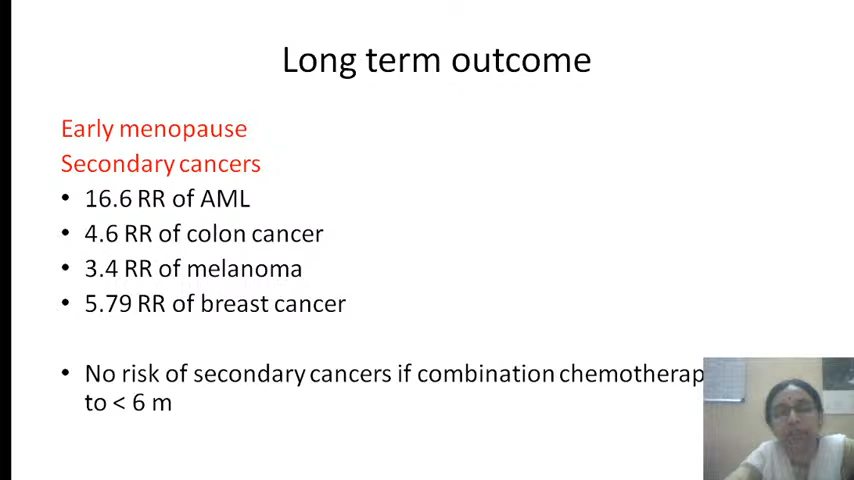 Long term outcome
Early menopause
Secondary cancers
• 16.6 RR of AML
• 4.6 RR of colon cancer
• 3.4 RR of melanoma
• 5.79 RR of breast cancer
• No risk of secondary cancers if combination chemotherap
to < 6 m